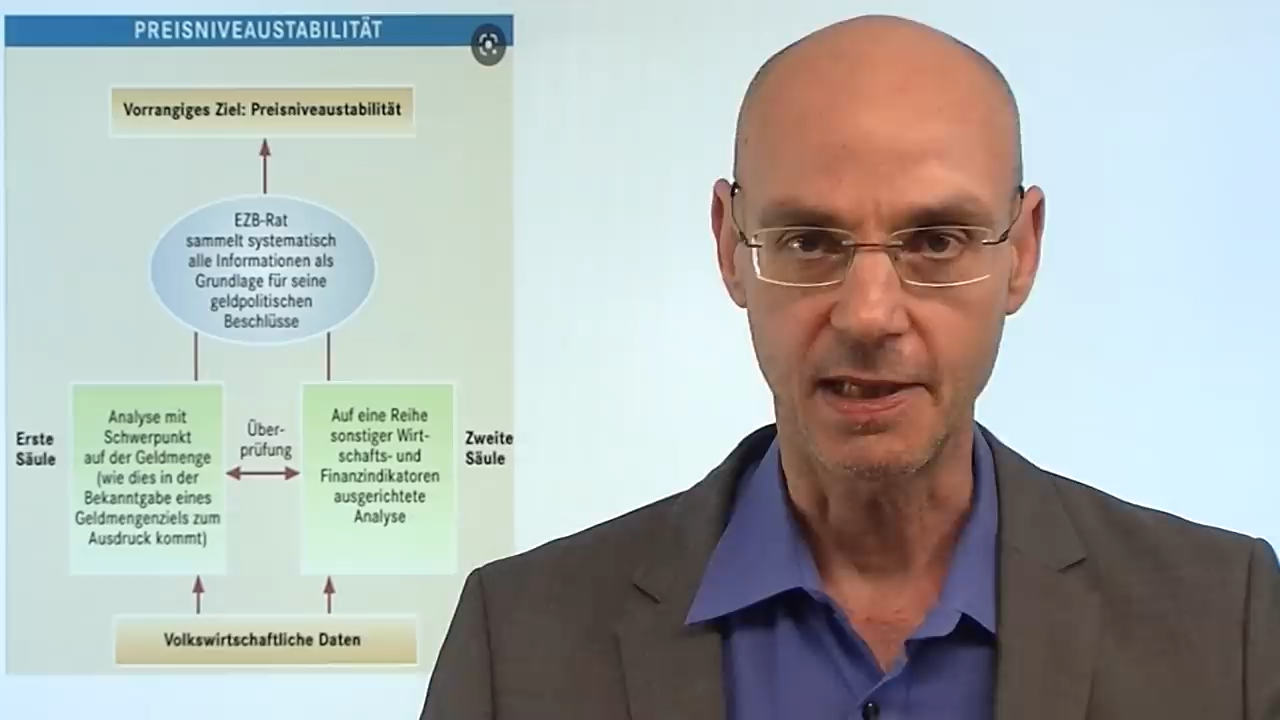 PREISNIVEAUSTABILITÄT
Vorrangiges Ziel: Preisniveaustabilität
EZB-Rat
sammelt systematisch
alle Informationen als
Grundlage für seine
geldpolitischen
Beschlüsse
Erste
Säule
Analyse mit
Schwerpunkt
auf der Geldmenge
(wie dies in der
Bekanntgabe eines
Geldmengenziels zum
Ausdruck kommt)
Über-
prüfung
Auf eine Reihe
sonstiger Wirt-
schafts- und
Finanzindikatoren
ausgerichtete
Analyse
Zweite
Säule
Volkswirtschaftliche Daten